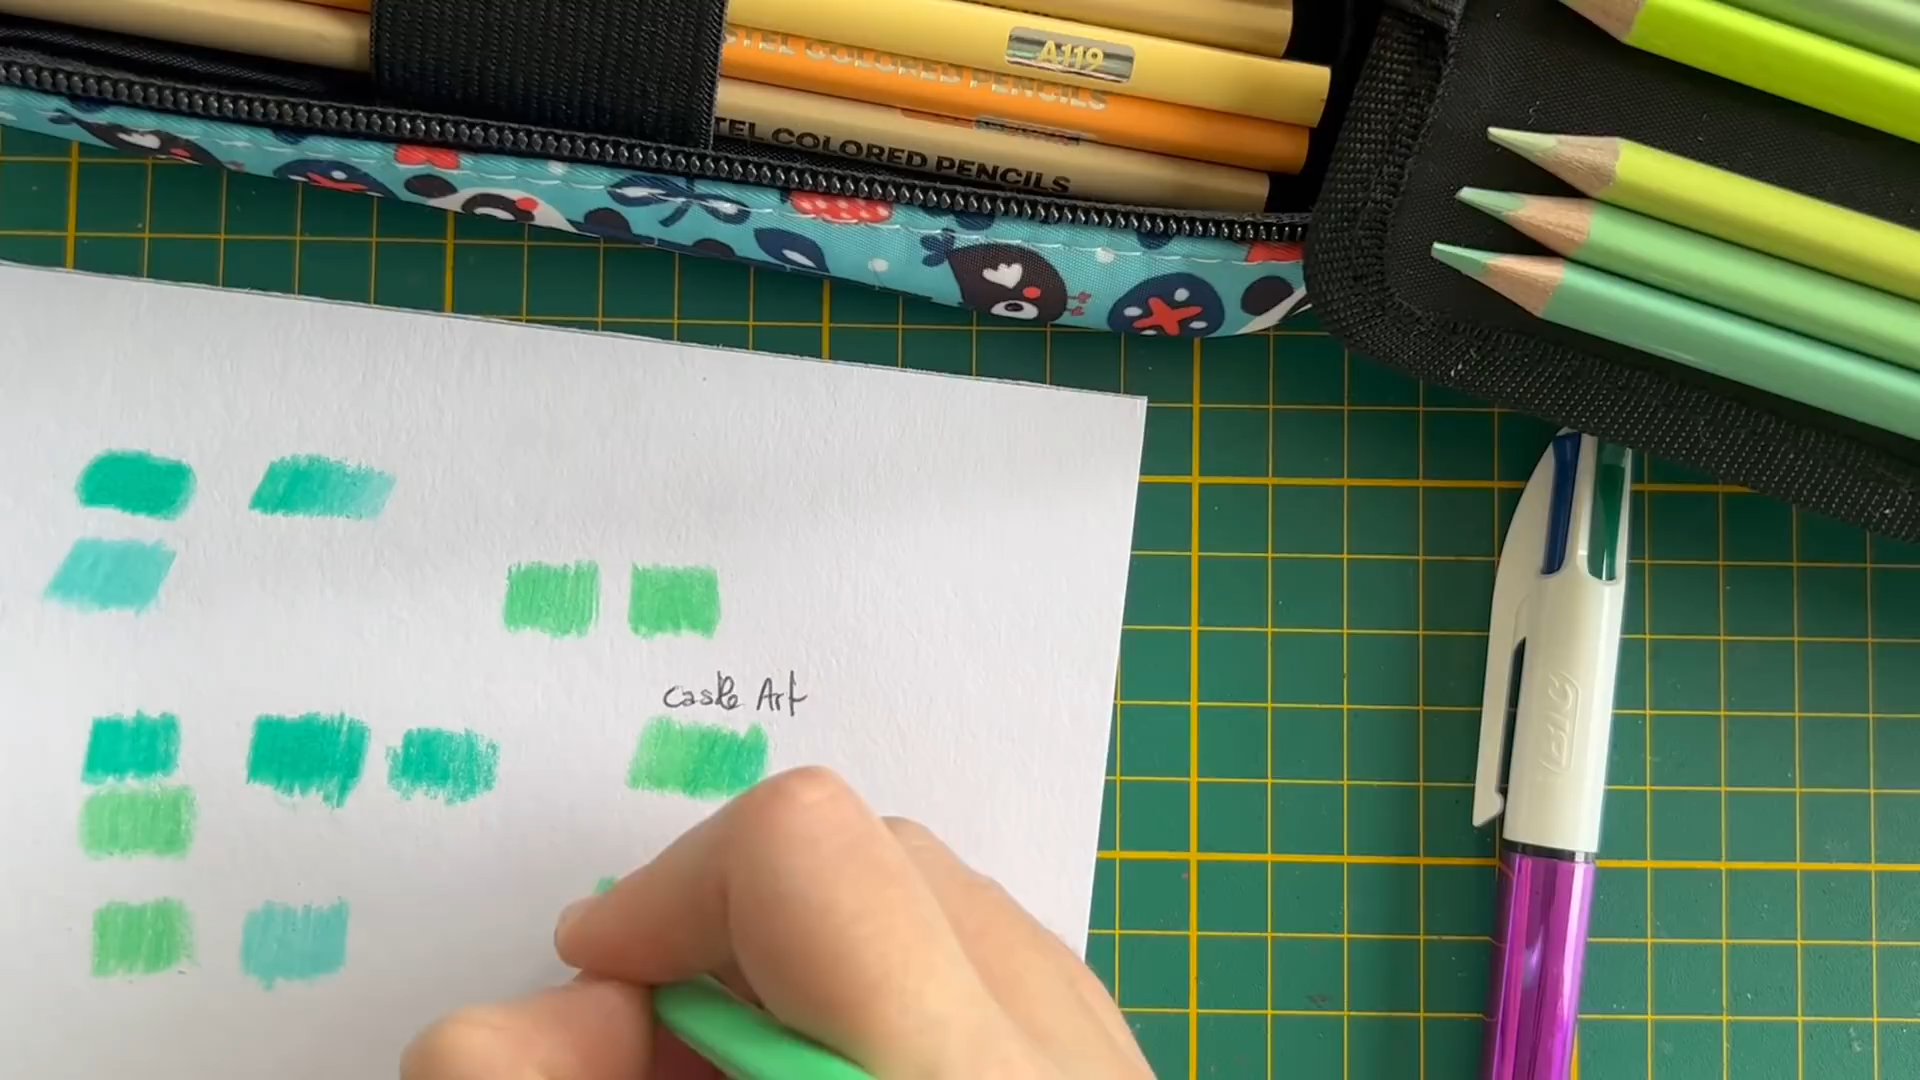 A119
STEL COLORED PENCILS
TEL COLORED PENCILS
Castle Art
BIC